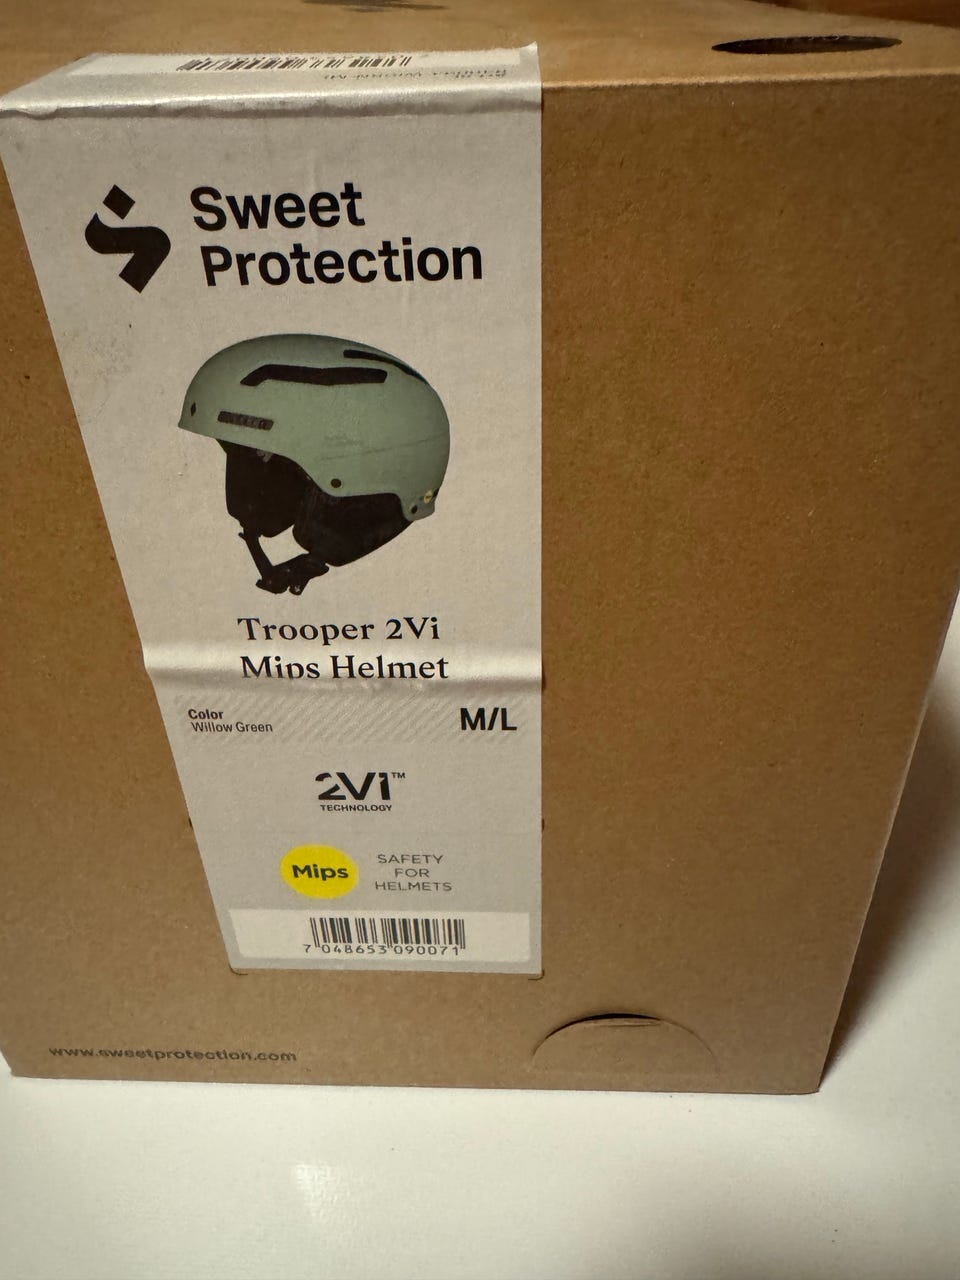 Sweet
Protection
Trooper 2Vi
Mips Helmet
Color
Willow Green
M/L
2Vi™
TECHNOLOGY
Mips
SAFETY
FOR
HELMETS
7 048653 090071
www.sweetprotection.com